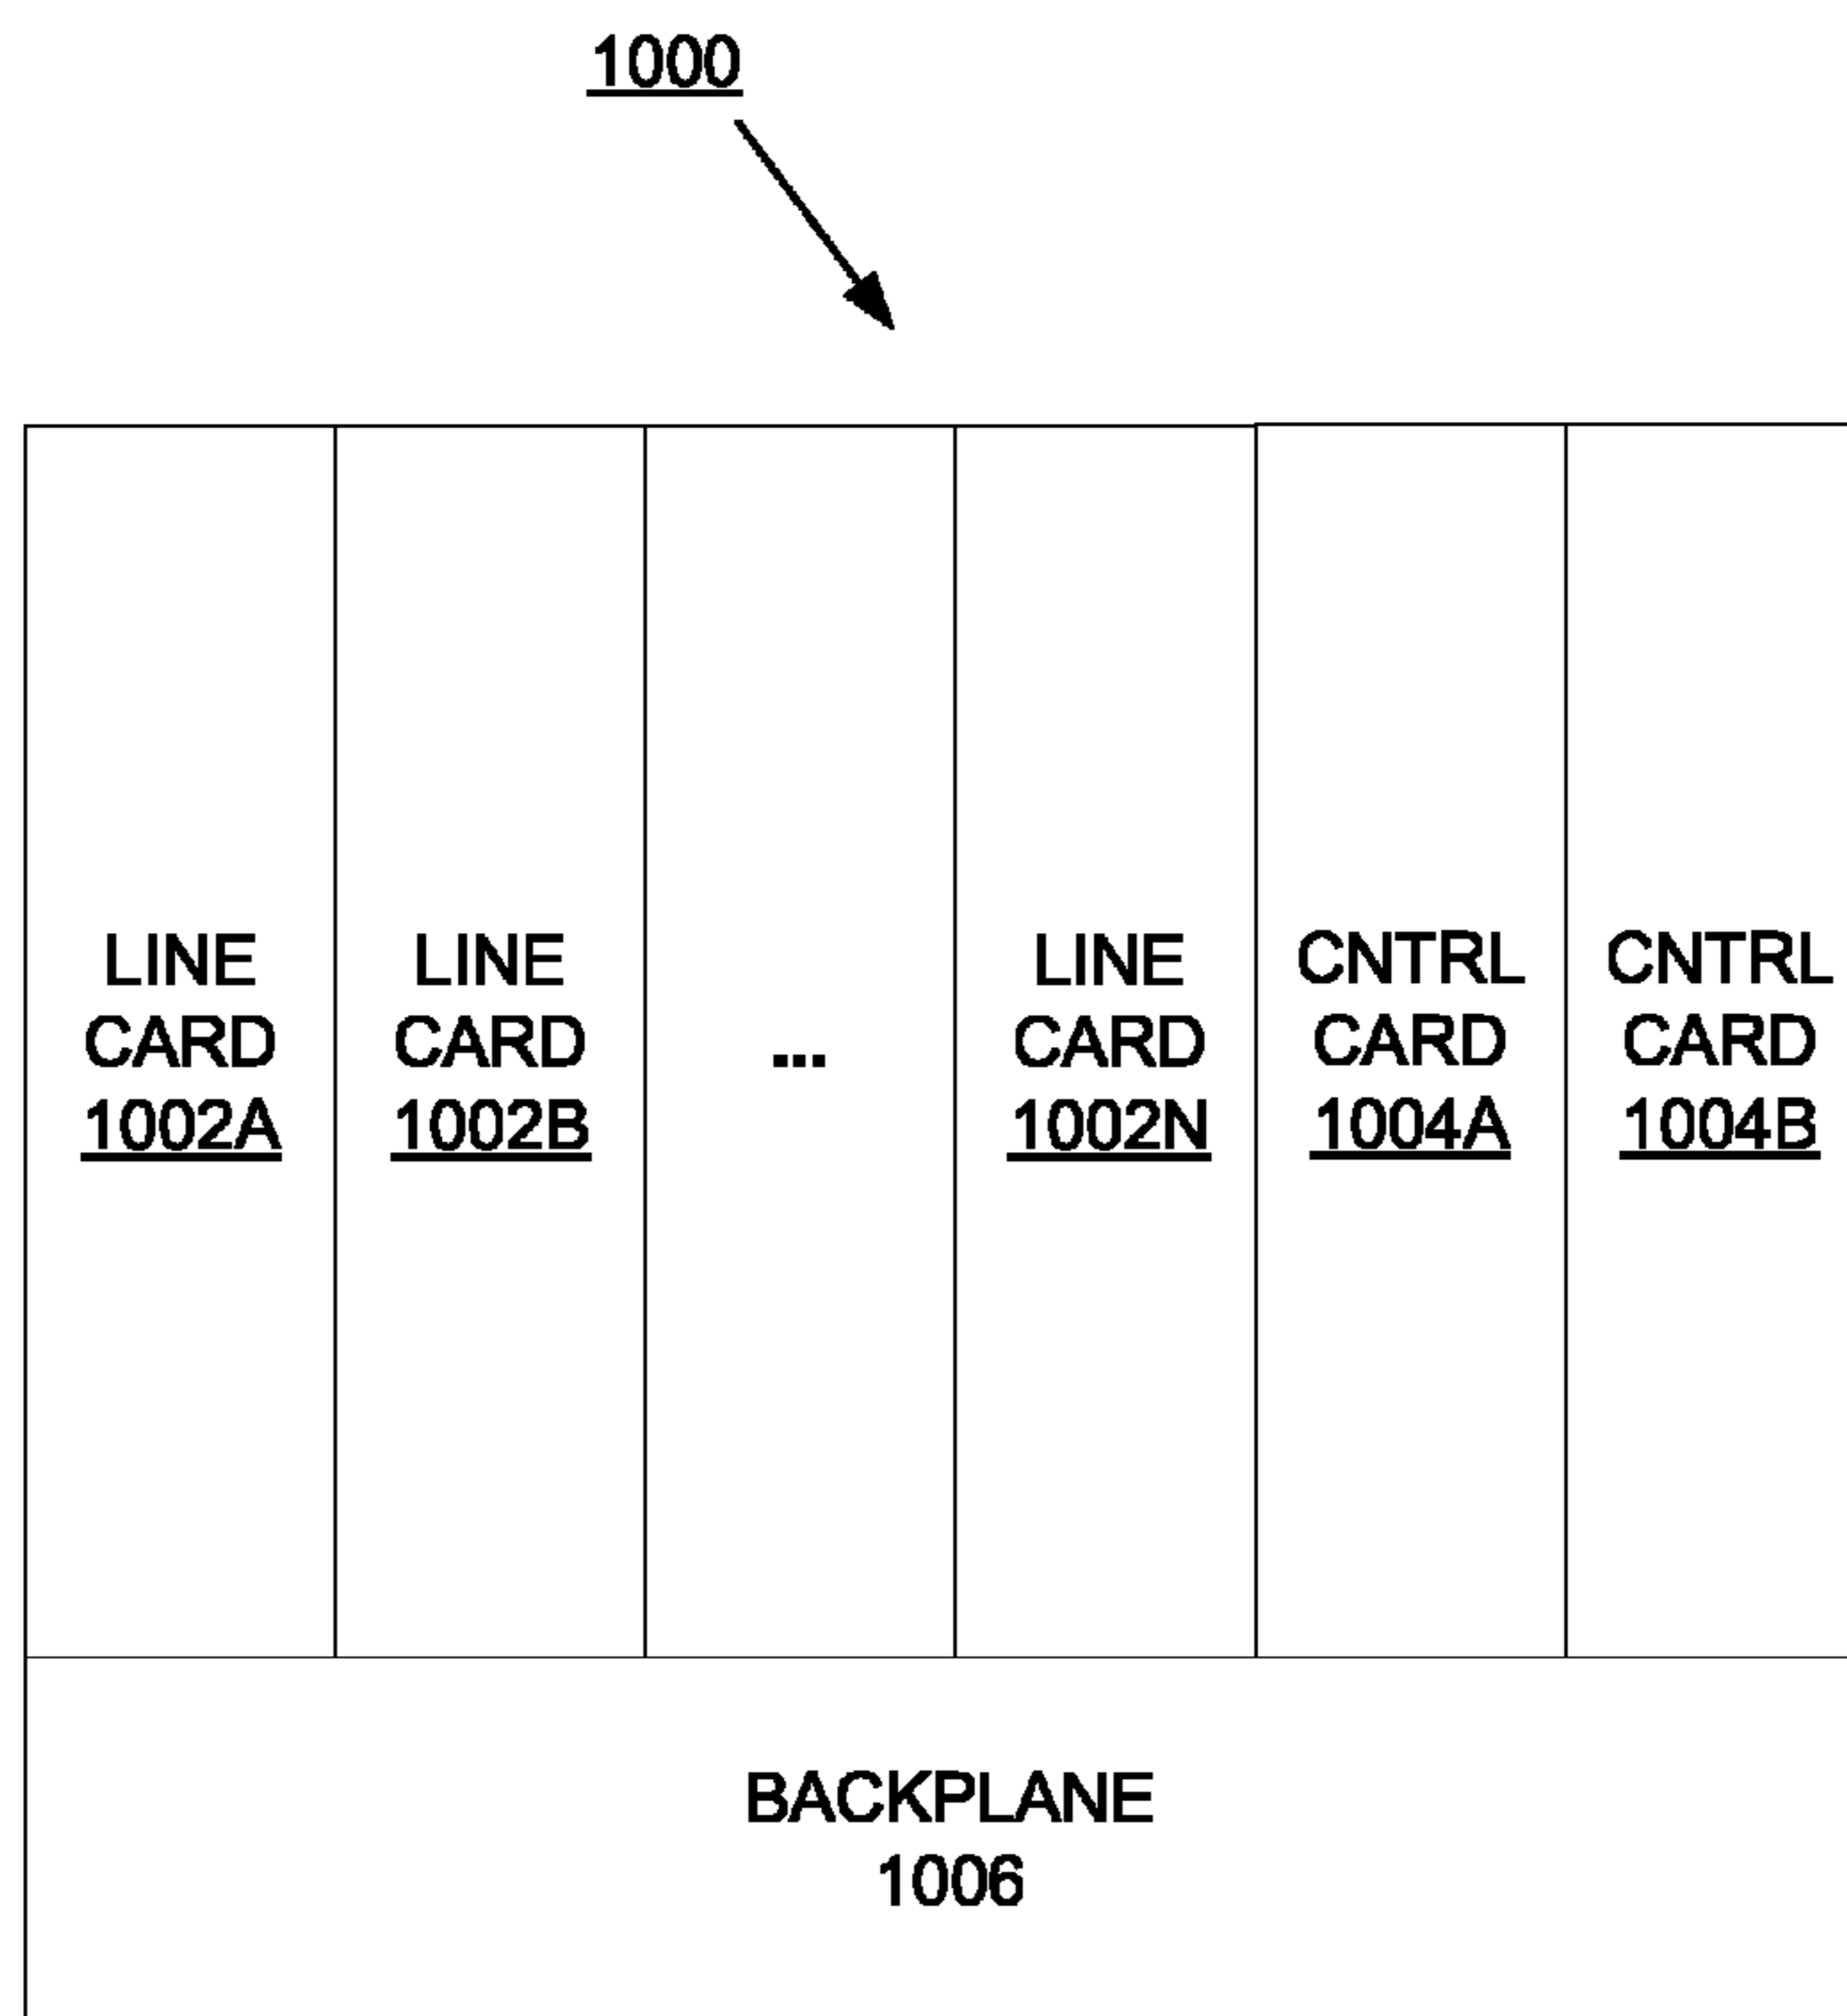 1000
LINE
CARD
1002A
LINE
CARD
1002B
...
LINE
CARD
1002N
CNTRL
CARD
1004A
CNTRL
CARD
1004B
BACKPLANE
1006